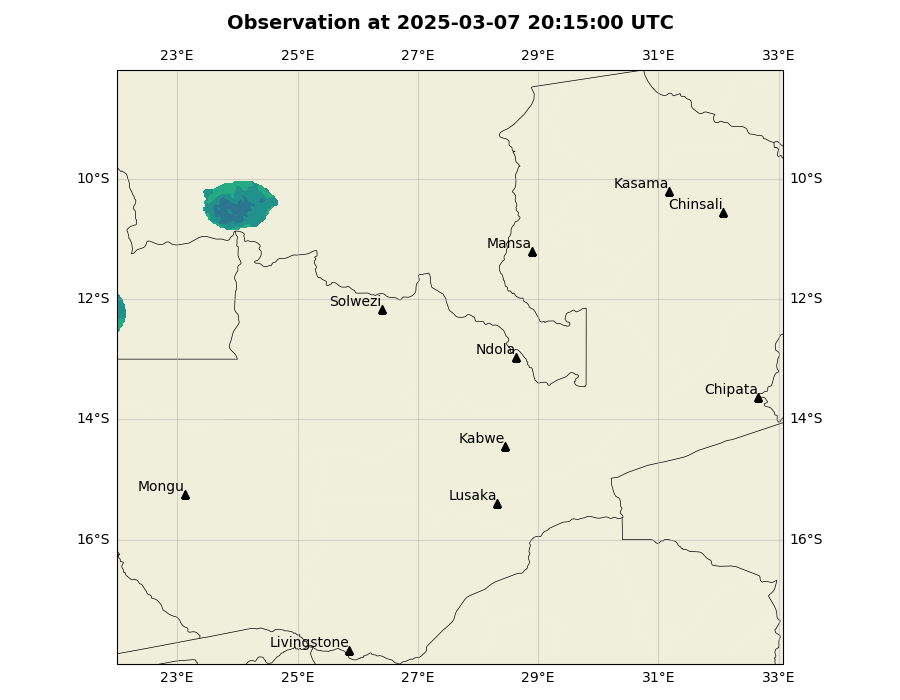 Observation at 2025-03-07 20:15:00 UTC
23°E 25°E 27°E 29°E 31°E 33°E
10°S 10°S
Kasama
Chinsali
Mansa
12°S 12°S
Solwezi
Ndola
Chipata
14°S 14°S
Kabwe
Mongu
Lusaka
16°S 16°S
Livingstone
23°E 25°E 27°E 29°E 31°E 33°E